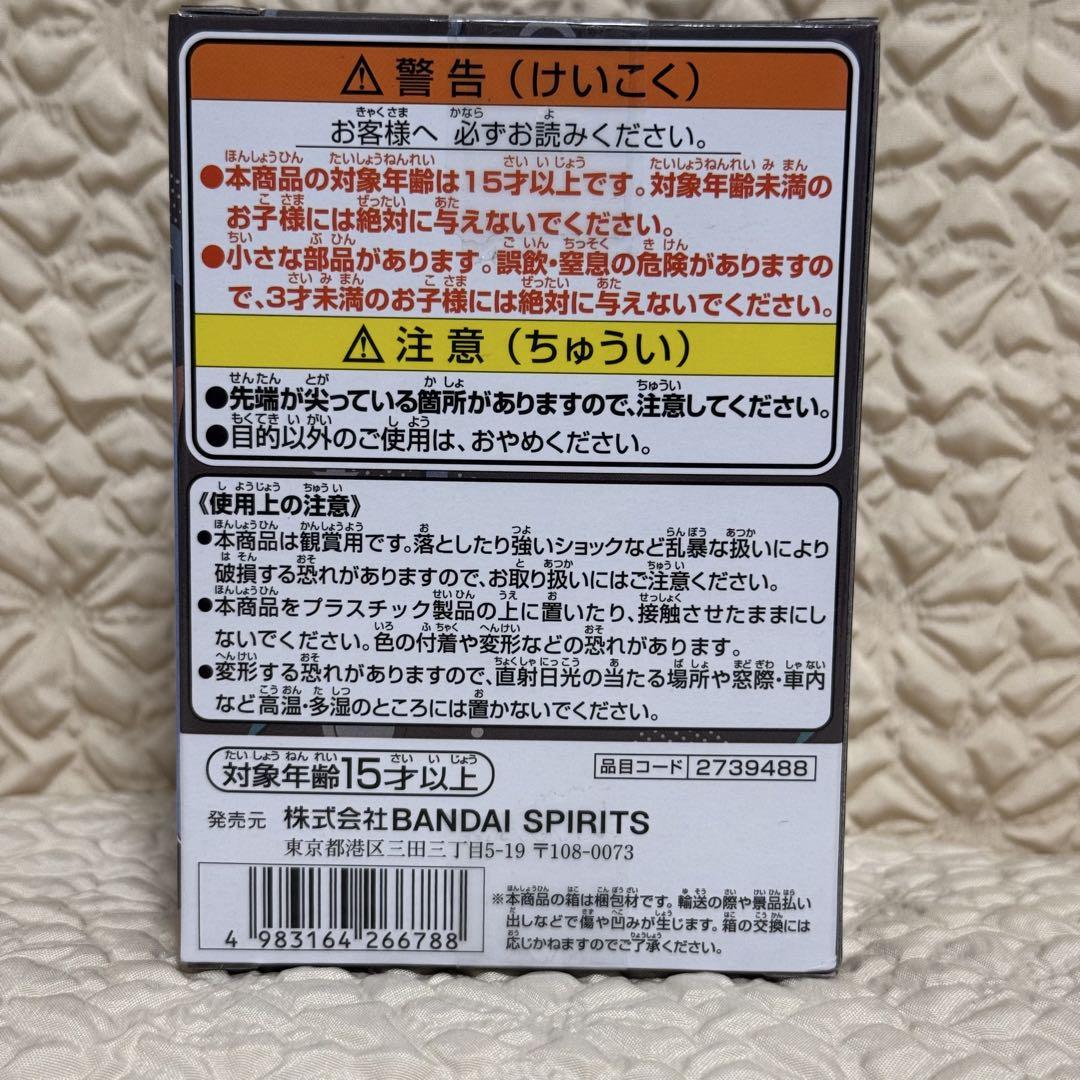 ⚠警告（けいこく）
お客様へ 必ずお読みください。
●本商品の対象年齢は15才以上です。対象年齢未満の
お子様には絶対に与えないでください。
●小さな部品があります。誤飲・窒息の危険がありますの
で、3才未満のお子様には絶対に与えないでください。
⚠注意（ちゅうい）
●先端が尖っている箇所がありますので、注意してください。
●目的以外のご使用は、おやめください。
《使用上の注意》
●本商品は観賞用です。落としたり強いショックなど乱暴な扱いにより
破損する恐れがありますので、お取り扱いにはご注意ください。
●本商品をプラスチック製品の上に置いたり、接触させたままにし
ないでください。色の付着や変形などの恐れがあります。
●変形する恐れがありますので、直射日光の当たる場所や窓際・車内
など高温・多湿のところには置かないでください。
対象年齢15才以上
品目コード 2739488
発売元 株式会社BANDAI SPIRITS
東京都港区三田三丁目5-19 〒108-0073
4 983164 266788
※本商品の箱は梱包材です。輸送の際や景品払い
出しなどで傷や凹みが生じます。箱の交換には
応じかねますのでご了承ください。